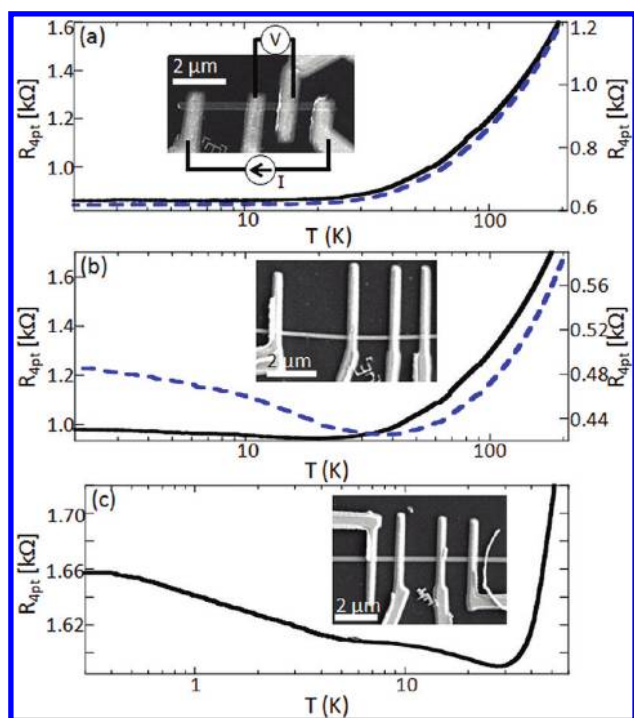 (a)
R4pt [kΩ]
1.6
1.4
1.2
1.0
2 μm
V
I
1.2
1.0
0.8
0.6
R4pt [kΩ]
10
100
T (K)
(b)
R4pt [kΩ]
1.6
1.4
1.2
1.0
2 μm
0.56
0.52
0.48
0.44
R4pt [kΩ]
10
100
T (K)
(c)
R4pt [kΩ]
1.70
1.66
1.62
2 μm
1
10
T (K)